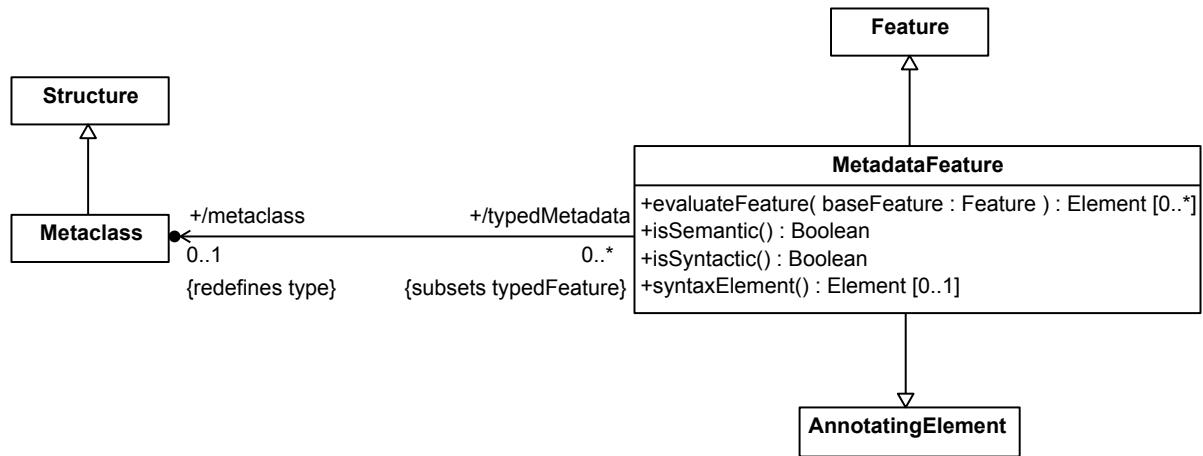 Feature
Structure
MetadataFeature
+evaluateFeature( baseFeature : Feature ) : Element [0..*]
+isSemantic() : Boolean
+isSyntactic() : Boolean
+syntaxElement() : Element [0..1]
Metaclass
+/metaclass
+/typedMetadata
0..1
0..*
{redefines type}
{subsets typedFeature}
AnnotatingElement